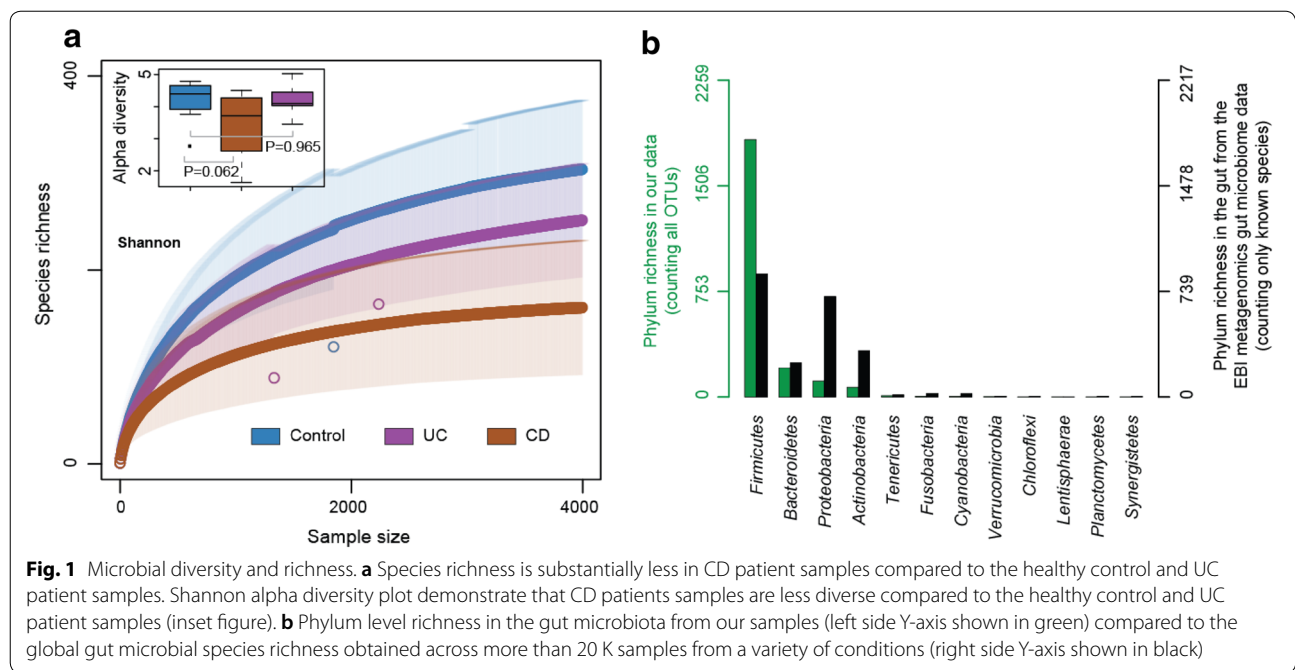 a
400
Species richness
0
5
Alpha diversity
2
P=0.965
P=0.062
Shannon
Control
UC
CD
0
2000
4000
Sample size
b
2259
1506
753
0
Phylum richness in our data
(counting all OTUs)
2217
1478
739
0
Phylum richness in the gut from the
EBI metagenomics gut microbiome data
(counting only known species)
Firmicutes
Bacteroidetes
Proteobacteria
Actinobacteria
Tenericutes
Fusobacteria
Cyanobacteria
Verrucomicrobia
Chloroflexi
Lentisphaerae
Planctomycetes
Synergistetes
Fig. 1 Microbial diversity and richness. a Species richness is substantially less in CD patient samples compared to the healthy control and UC
patient samples. Shannon alpha diversity plot demonstrate that CD patients samples are less diverse compared to the healthy control and UC
patient samples (inset figure). b Phylum level richness in the gut microbiota from our samples (left side Y-axis shown in green) compared to the
global gut microbial species richness obtained across more than 20 K samples from a variety of conditions (right side Y-axis shown in black)